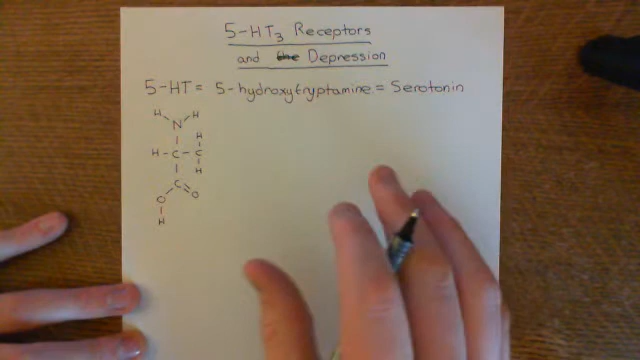 5-HT₃ Receptors
and the Depression
5-HT = 5-hydroxytryptamine = Serotonin
H H
N
H
H-C-C
H
C
O O
H